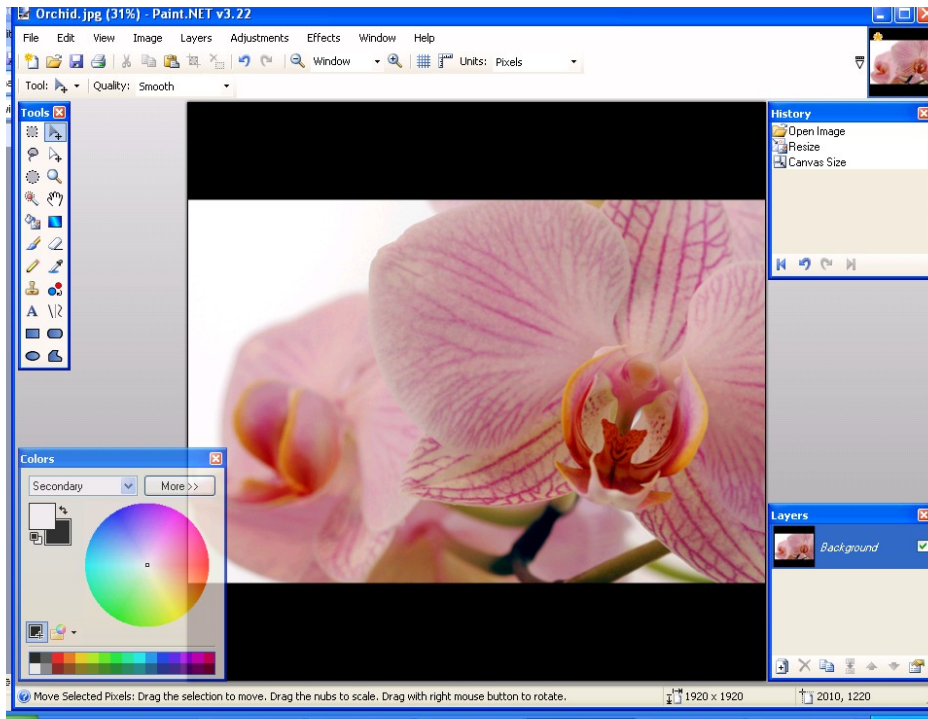 Orchid.jpg (31%) - Paint.NET v3.22
File Edit View Image Layers Adjustments Effects Window Help
Window Units: Pixels
Tool: Quality: Smooth
Tools
History
Open Image
Resize
Canvas Size
Colors
Secondary More >>
Layers
Background
Move Selected Pixels: Drag the selection to move. Drag the nubs to scale. Drag with right mouse button to rotate. 1920 x 1920 2010, 1220